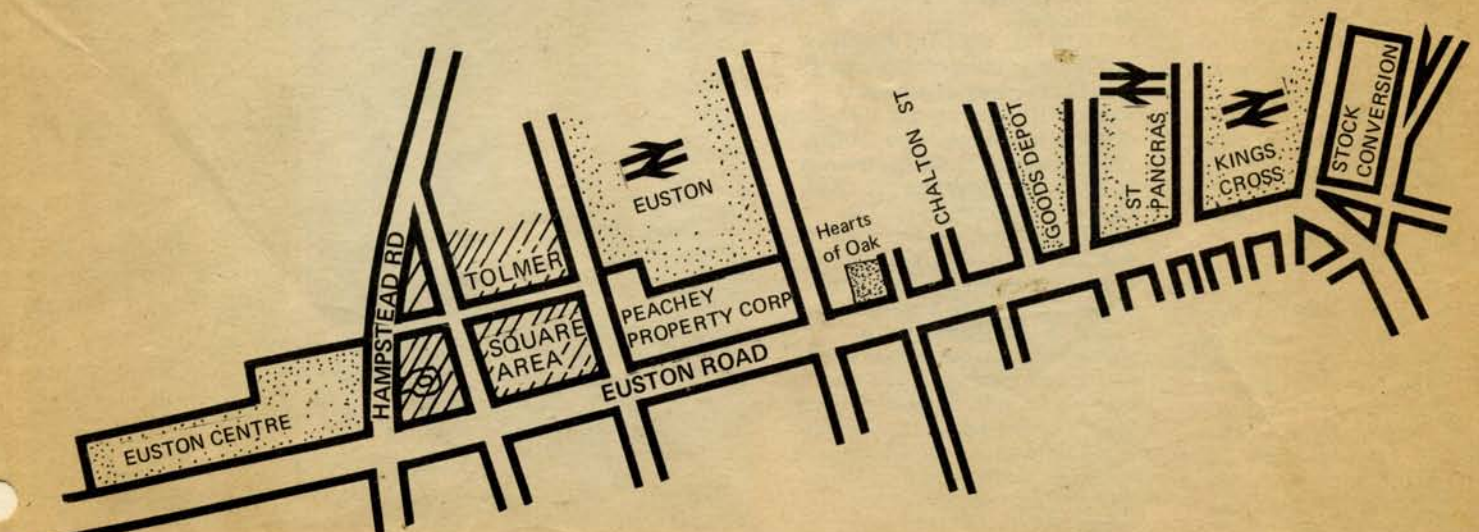 EUSTON CENTRE
HAMPSTEAD RD
TOLMER
SQUARE
AREA
EUSTON
PEACHEY
PROPERTY CORP
EUSTON ROAD
Hearts
of Oak
CHALTON ST
GOODS DEPOT
ST
PANCRAS
KINGS
CROSS
STOCK
CONVERSION